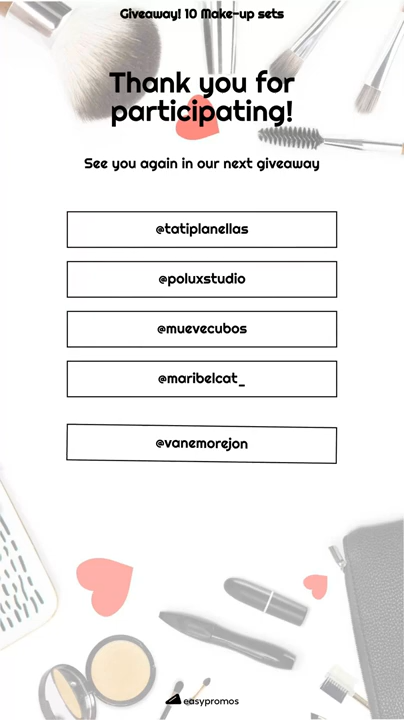 Giveaway! 10 Make-up sets
Thank you for
participating!
See you again in our next giveaway
@tatiplanellas
@poluxstudio
@muevecubos
@maribelcat_
@vanemorejon
easypromos